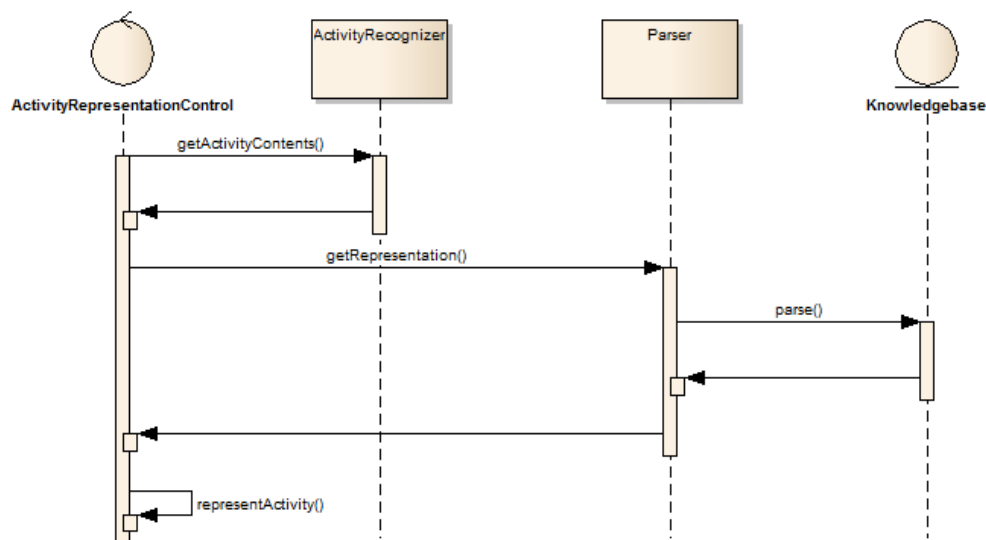 ActivityRecognizer
Parser
ActivityRepresentationControl
Knowledgebase
getActivityContents()
getRepresentation()
parse()
representActivity()